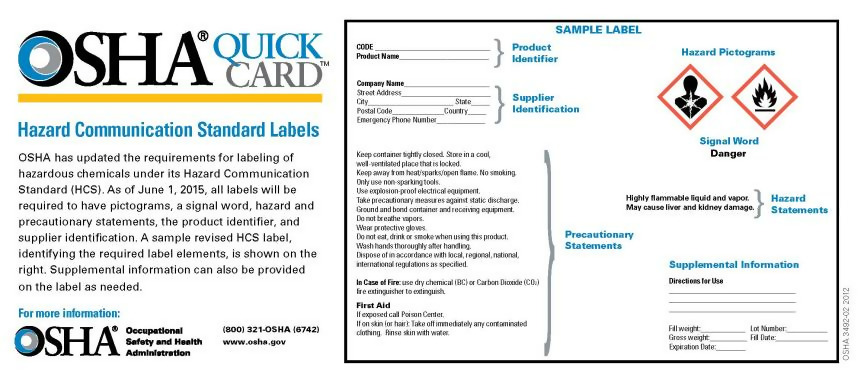 OSHA® QUICK
CARD™
Hazard Communication Standard Labels
OSHA has updated the requirements for labeling of
hazardous chemicals under its Hazard Communication
Standard (HCS). As of June 1, 2015, all labels will be
required to have pictograms, a signal word, hazard and
precautionary statements, the product identifier, and
supplier identification. A sample revised HCS label,
identifying the required label elements, is shown on the
right. Supplemental information can also be provided
on the label as needed.
For more information:
OSHA® Occupational
Safety and Health
Administration
(800) 321-OSHA (6742)
www.osha.gov
SAMPLE LABEL
CODE
Product Name
Product
Identifier
Company Name
Street Address
City State
Postal Code Country
Emergency Phone Number
Supplier
Identification
Keep container tightly closed. Store in a cool,
well-ventilated place that is locked.
Keep away from heat/sparks/open flame. No smoking.
Only use non-sparking tools.
Use explosion-proof electrical equipment.
Take precautionary measures against static discharge.
Ground and bond container and receiving equipment.
Do not breathe vapors.
Wear protective gloves.
Do not eat, drink or smoke when using this product.
Wash hands thoroughly after handling.
Dispose of in accordance with local, regional, national,
international regulations as specified.
In Case of Fire: use dry chemical (BC) or Carbon Dioxide (CO₂)
fire extinguisher to extinguish.
First Aid
If exposed call Poison Center.
If on skin (or hair): Take off immediately any contaminated
clothing. Rinse skin with water.
Precautionary
Statements
Hazard Pictograms
Signal Word
Danger
Highly flammable liquid and vapor.
May cause liver and kidney damage.
Hazard
Statements
Supplemental Information
Directions for Use
Fill weight: Lot Number:
Gross weight: Fill Date:
Expiration Date:
OSHA 3492-02 2012